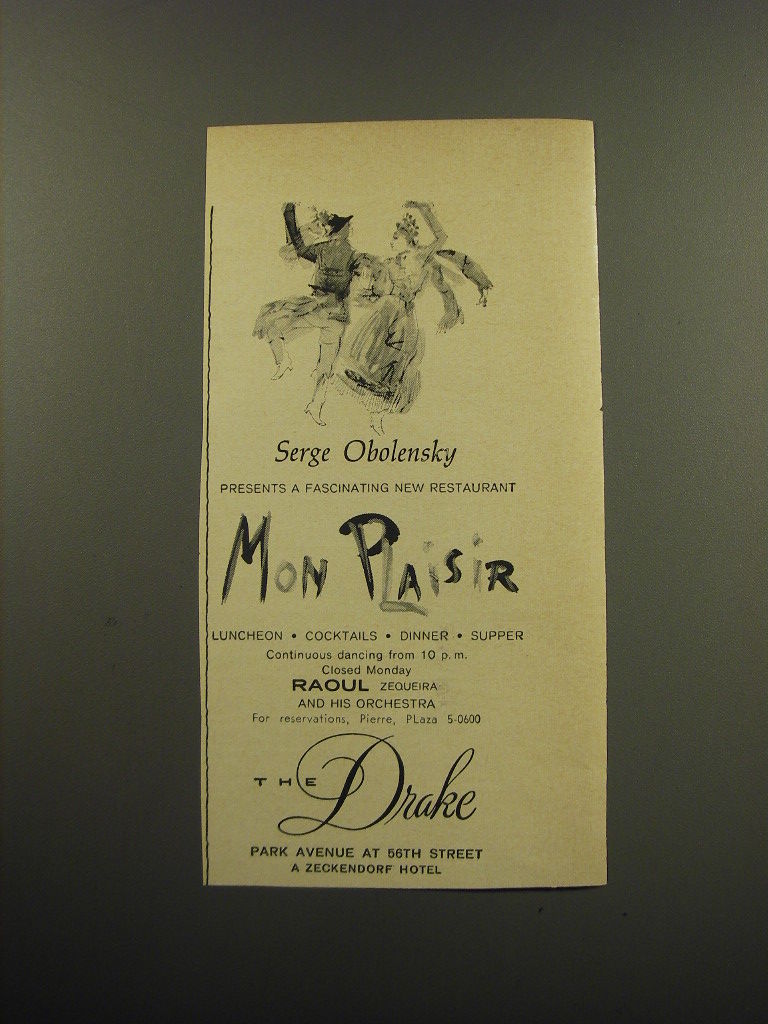 Serge Obolensky
PRESENTS A FASCINATING NEW RESTAURANT
MON PLAISIR
LUNCHEON • COCKTAILS • DINNER • SUPPER
Continuous dancing from 10 p.m.
Closed Monday
RAOUL ZEQUEIRA
AND HIS ORCHESTRA
For reservations, Pierre, PLaza 5-0600
THE Drake
PARK AVENUE AT 56TH STREET
A ZECKENDORF HOTEL